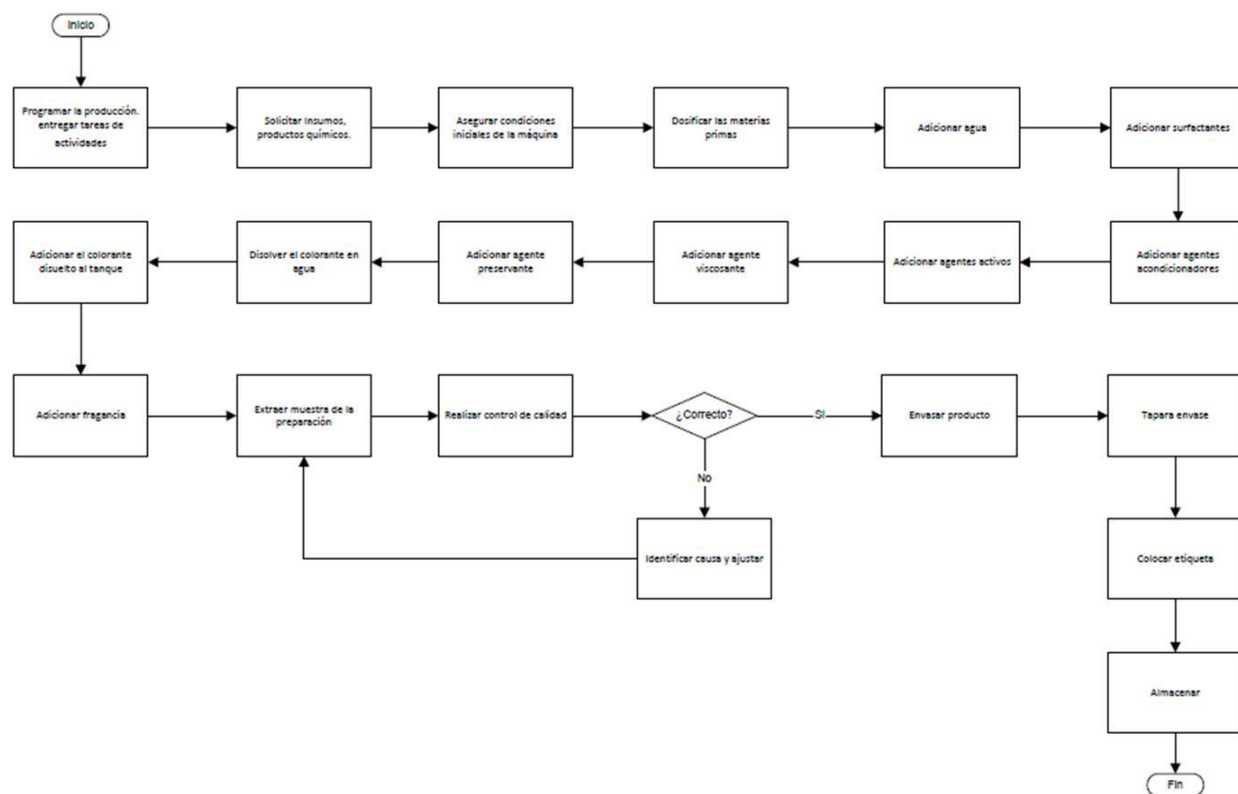 Inicio
Programar la producción.
entregar tareas de
actividades
Solicitar Insumos,
productos químicos.
Asegurar condiciones
iniciales de la máquina
Dosificar las materias
primas
Adicionar agua
Adicionar surfactantes
Adicionar agentes
acondicionadores
Adicionar agentes activos
Adicionar agente
viscosante
Adicionar agente
preservante
Disolver el colorante en
agua
Adicionar el colorante
disuelto al tanque
Adicionar fragancia
Extraer muestra de la
preparación
Realizar control de calidad
¿Correcto?
Si
Envasar producto
Tapara envase
No
Identificar causa y ajustar
Colocar etiqueta
Almacenar
Fin